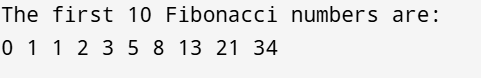 The first 10 Fibonacci numbers are:
0 1 1 2 3 5 8 13 21 34